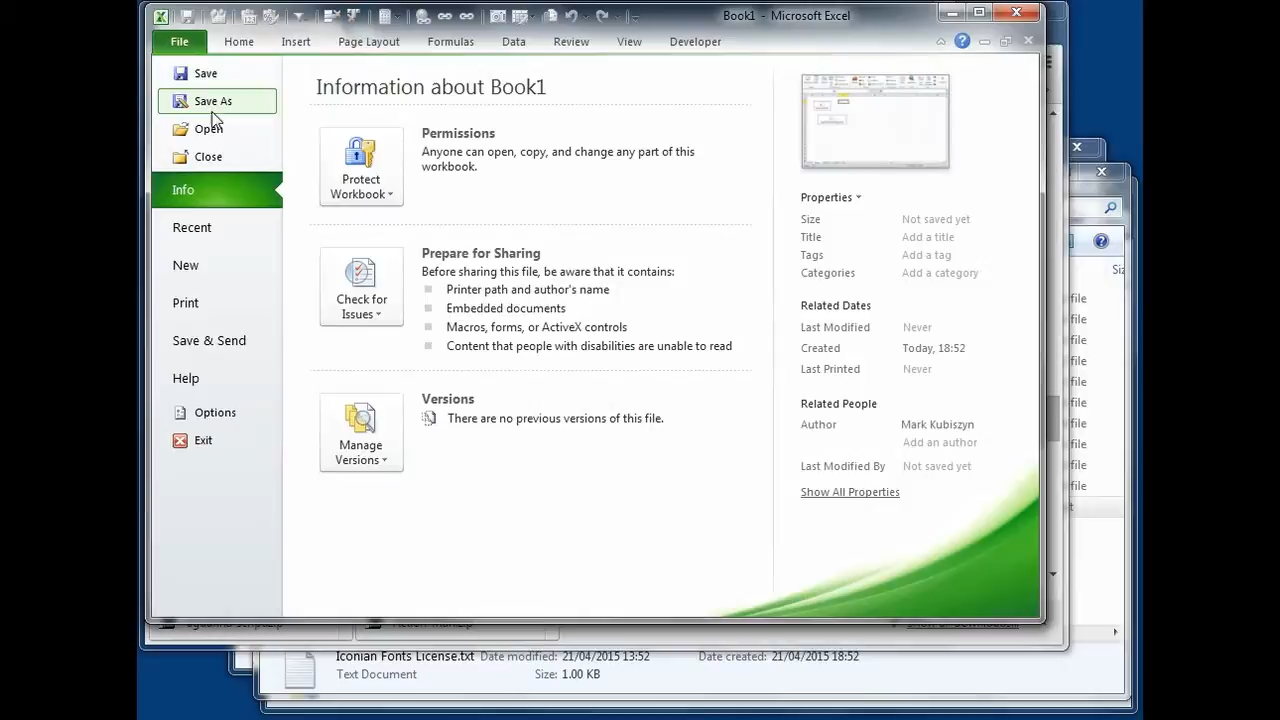 Book1 - Microsoft Excel
File Home Insert Page Layout Formulas Data Review View Developer
Save
Save As
Open
Close
Info
Recent
New
Print
Save & Send
Help
Options
Exit
Information about Book1
Protect
Workbook
Permissions
Anyone can open, copy, and change any part of this
workbook.
Check for
Issues
Prepare for Sharing
Before sharing this file, be aware that it contains:
Printer path and author's name
Embedded documents
Macros, forms, or ActiveX controls
Content that people with disabilities are unable to read
Manage
Versions
Versions
There are no previous versions of this file.
Properties
Size Not saved yet
Title Add a title
Tags Add a tag
Categories Add a category
Related Dates
Last Modified Never
Created Today, 18:52
Last Printed Never
Related People
Author Mark Kubiszyn
Add an author
Last Modified By Not saved yet
Show All Properties
file
file
file
file
file
file
file
file
file
file
Iconian Fonts License.txt Date modified: 21/04/2015 13:52 Date created: 21/04/2015 18:52
Text Document Size: 1.00 KB